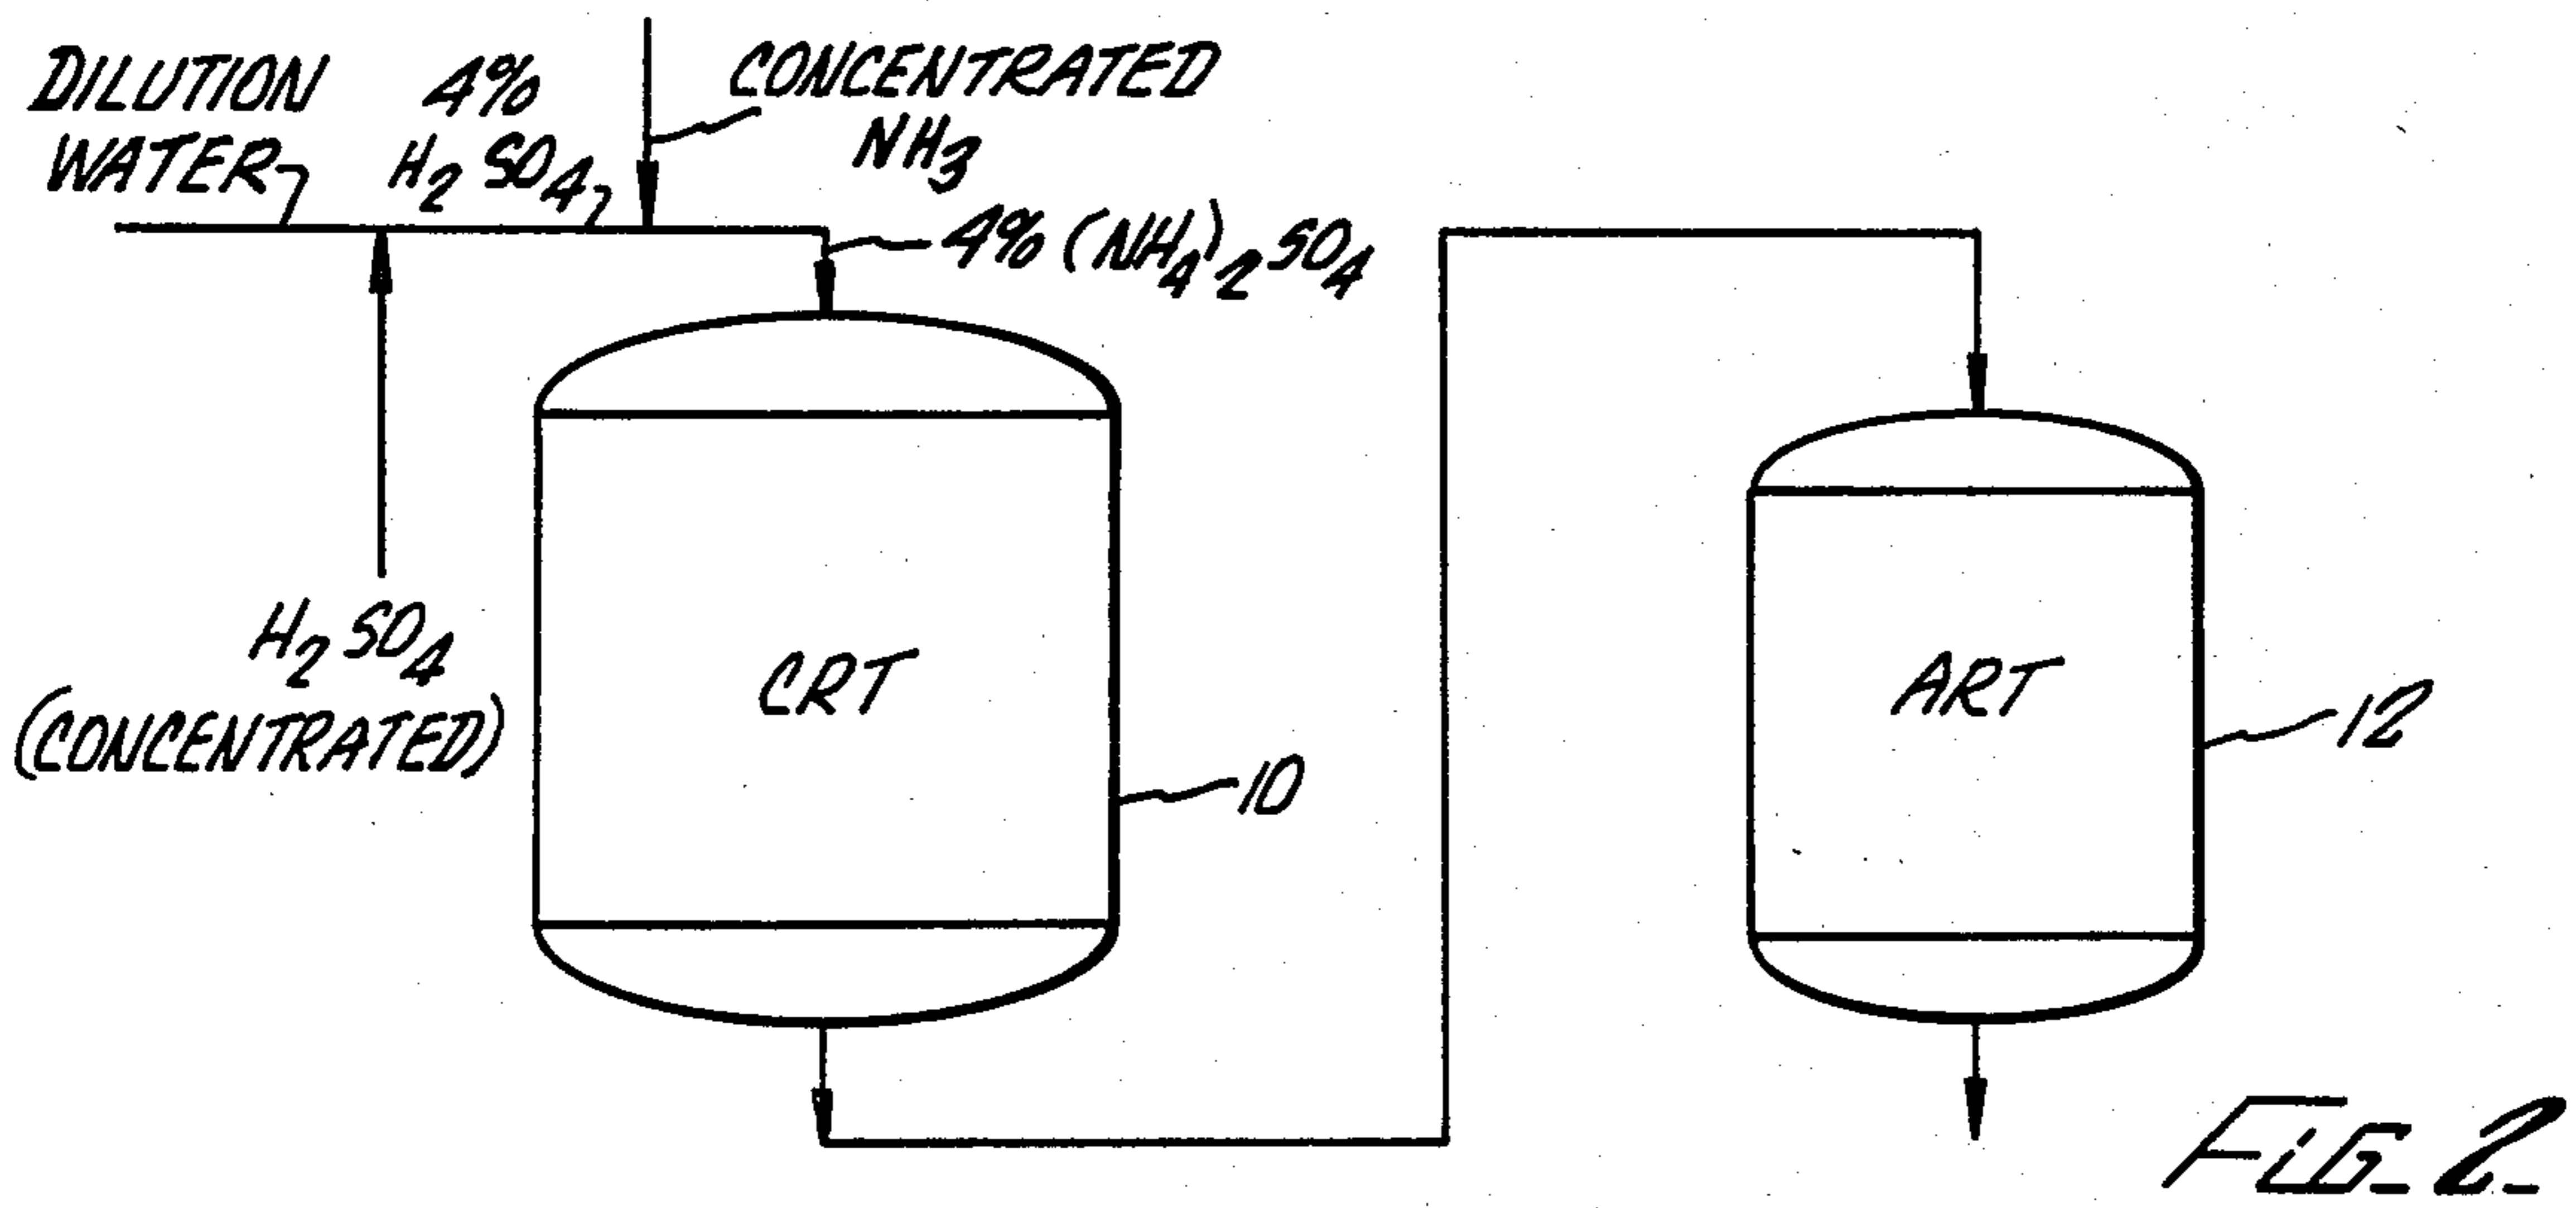 DILUTION
WATER
4%
H2SO4
CONCENTRATED
NH3
4% (NH4)2SO4
H2SO4
(CONCENTRATED)
CRT
10
ART
12
FIG_2_